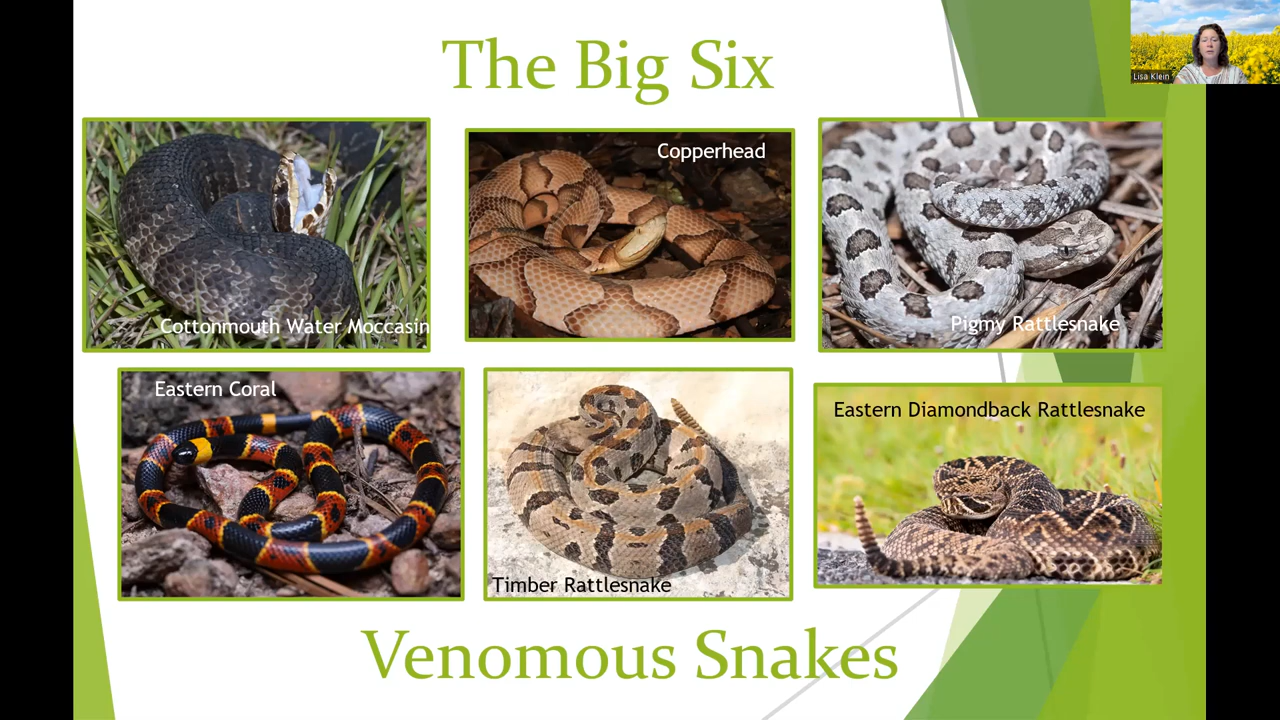 The Big Six
Lisa Klein
Cottonmouth Water Moccasin
Copperhead
Pigmy Rattlesnake
Eastern Coral
Timber Rattlesnake
Eastern Diamondback Rattlesnake
Venomous Snakes